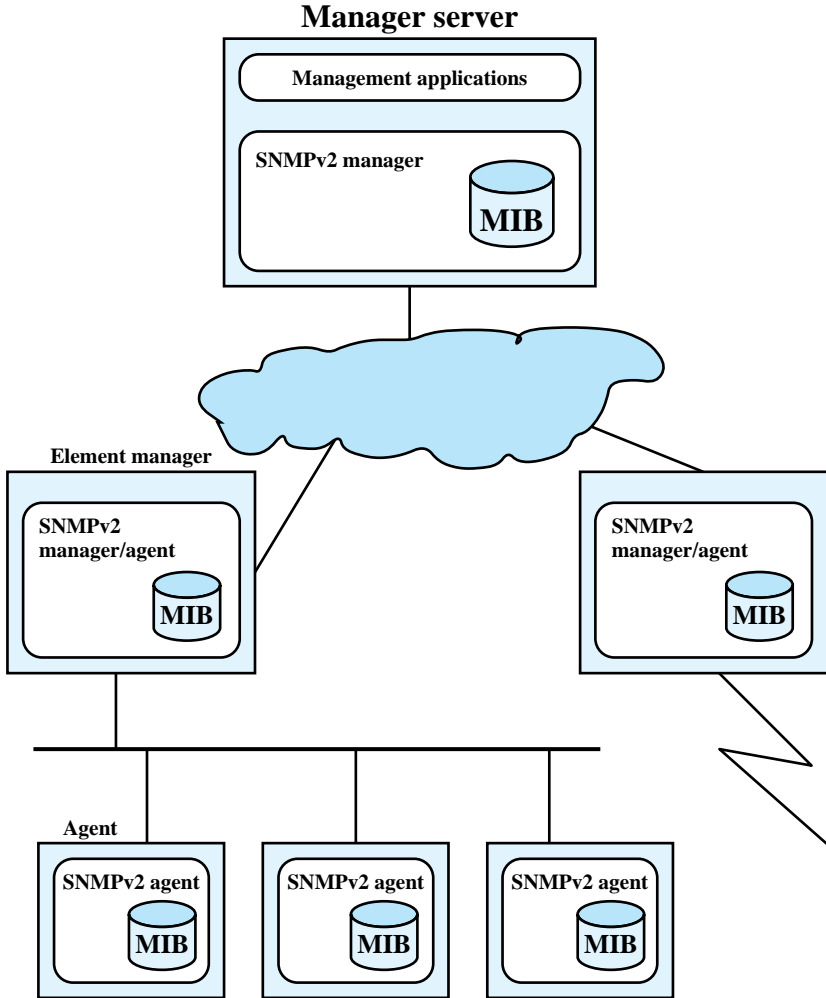 Manager server
Management applications
SNMPv2 manager
MIB
Element manager
SNMPv2
manager/agent
MIB
SNMPv2
manager/agent
MIB
Agent
SNMPv2 agent
MIB
SNMPv2 agent
MIB
SNMPv2 agent
MIB